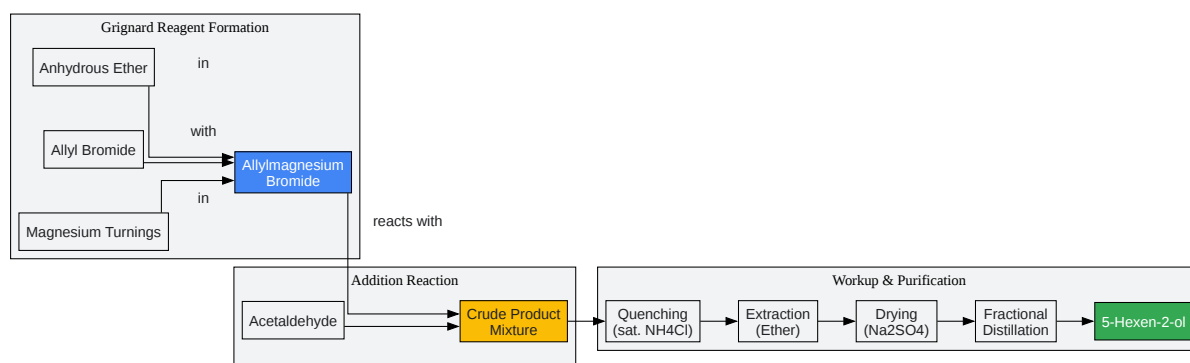 Grignard Reagent Formation
Anhydrous Ether
in
Allyl Bromide
with
Allylmagnesium
Bromide
Magnesium Turnings
in
reacts with
Addition Reaction
Acetaldehyde
Crude Product
Mixture
Workup & Purification
Quenching
(sat. NH4Cl)
Extraction
(Ether)
Drying
(Na2SO4)
Fractional
Distillation
5-Hexen-2-ol